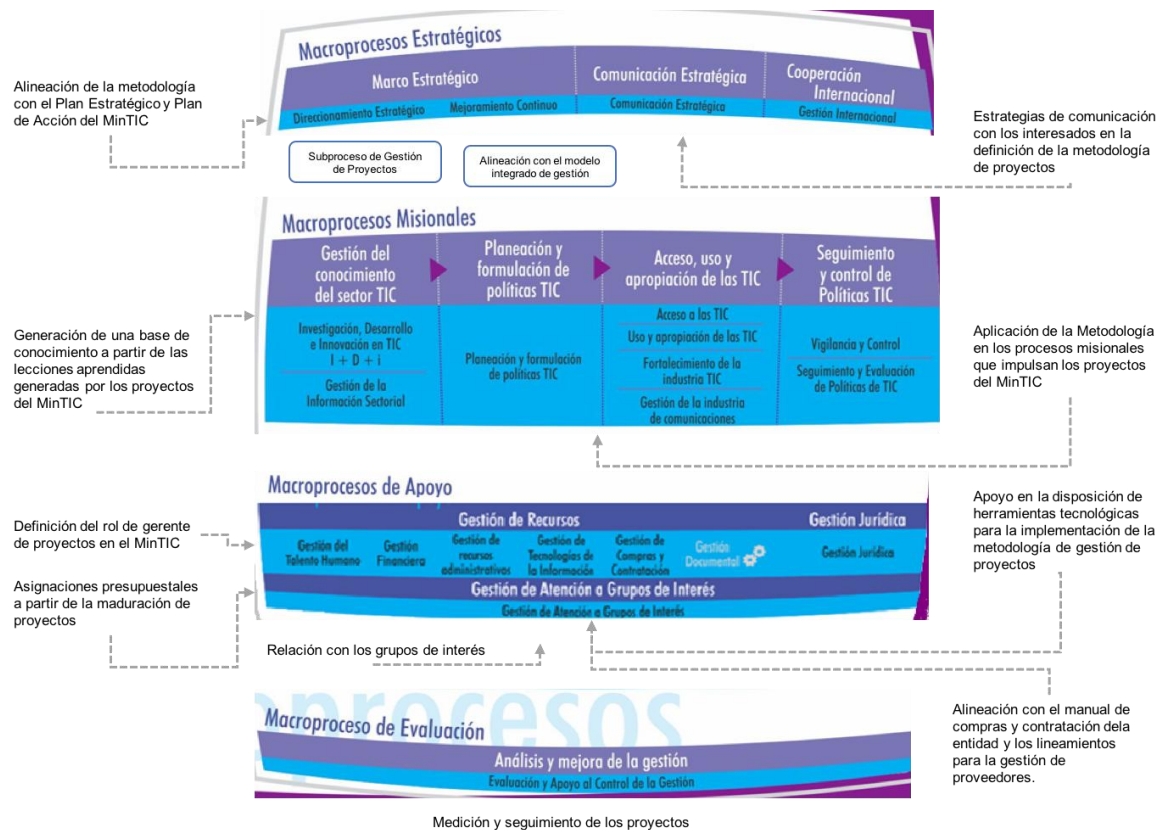 Macroprocesos Estratégicos
Marco Estratégico
Comunicación Estratégica
Cooperación
Internacional
Direccionamiento Estratégico
Mejoramiento Continuo
Comunicación Estratégica
Gestión Internacional
Alineación de la metodología
con el Plan Estratégico y Plan
de Acción del MinTIC
Estrategias de comunicación
con los interesados en la
definición de la metodología
de proyectos
Subproceso de Gestión
de Proyectos
Alineación con el modelo
integrado de gestión
Macroprocesos Misionales
Gestión del
conocimiento
del sector TIC
Planeación y
formulación de
políticas TIC
Acceso, uso y
apropiación de las TIC
Seguimiento
y control de
Políticas TIC
Investigación, Desarrollo
e Innovación en TIC
I + D + i
Gestión de la
Información Sectorial
Planeación y formulación
de políticas TIC
Acceso a las TIC
Uso y apropiación de las TIC
Fortalecimiento de la
industria TIC
Gestión de la industria
de comunicaciones
Vigilancia y Control
Seguimiento y Evaluación
de Políticas de TIC
Generación de una base de
conocimiento a partir de las
lecciones aprendidas
generadas por los proyectos
del MinTIC
Aplicación de la Metodología
en los procesos misionales
que impulsan los proyectos
del MinTIC
Macroprocesos de Apoyo
Gestión de Recursos
Gestión Jurídica
Gestión del
Talento Humano
Gestión
Financiera
Gestión de
recursos
administrativos
Gestión de
Tecnologías de
la Información
Gestión de
Compras y
Contratación
Gestión
Documental
Gestión Jurídica
Gestión de Atención a Grupos de Interés
Gestión de Atención a Grupos de Interés
Definición del rol de gerente
de proyectos en el MinTIC
Asignaciones presupuestales
a partir de la maduración de
proyectos
Apoyo en la disposición de
herramientas tecnológicas
para la implementación de la
metodología de gestión de
proyectos
Relación con los grupos de interés
Alineación con el manual de
compras y contratación dela
entidad y los lineamientos
para la gestión de
proveedores.
oprocesos
Macroproceso de Evaluación
Análisis y mejora de la gestión
Evaluación y Apoyo al Control de la Gestión
Medición y seguimiento de los proyectos